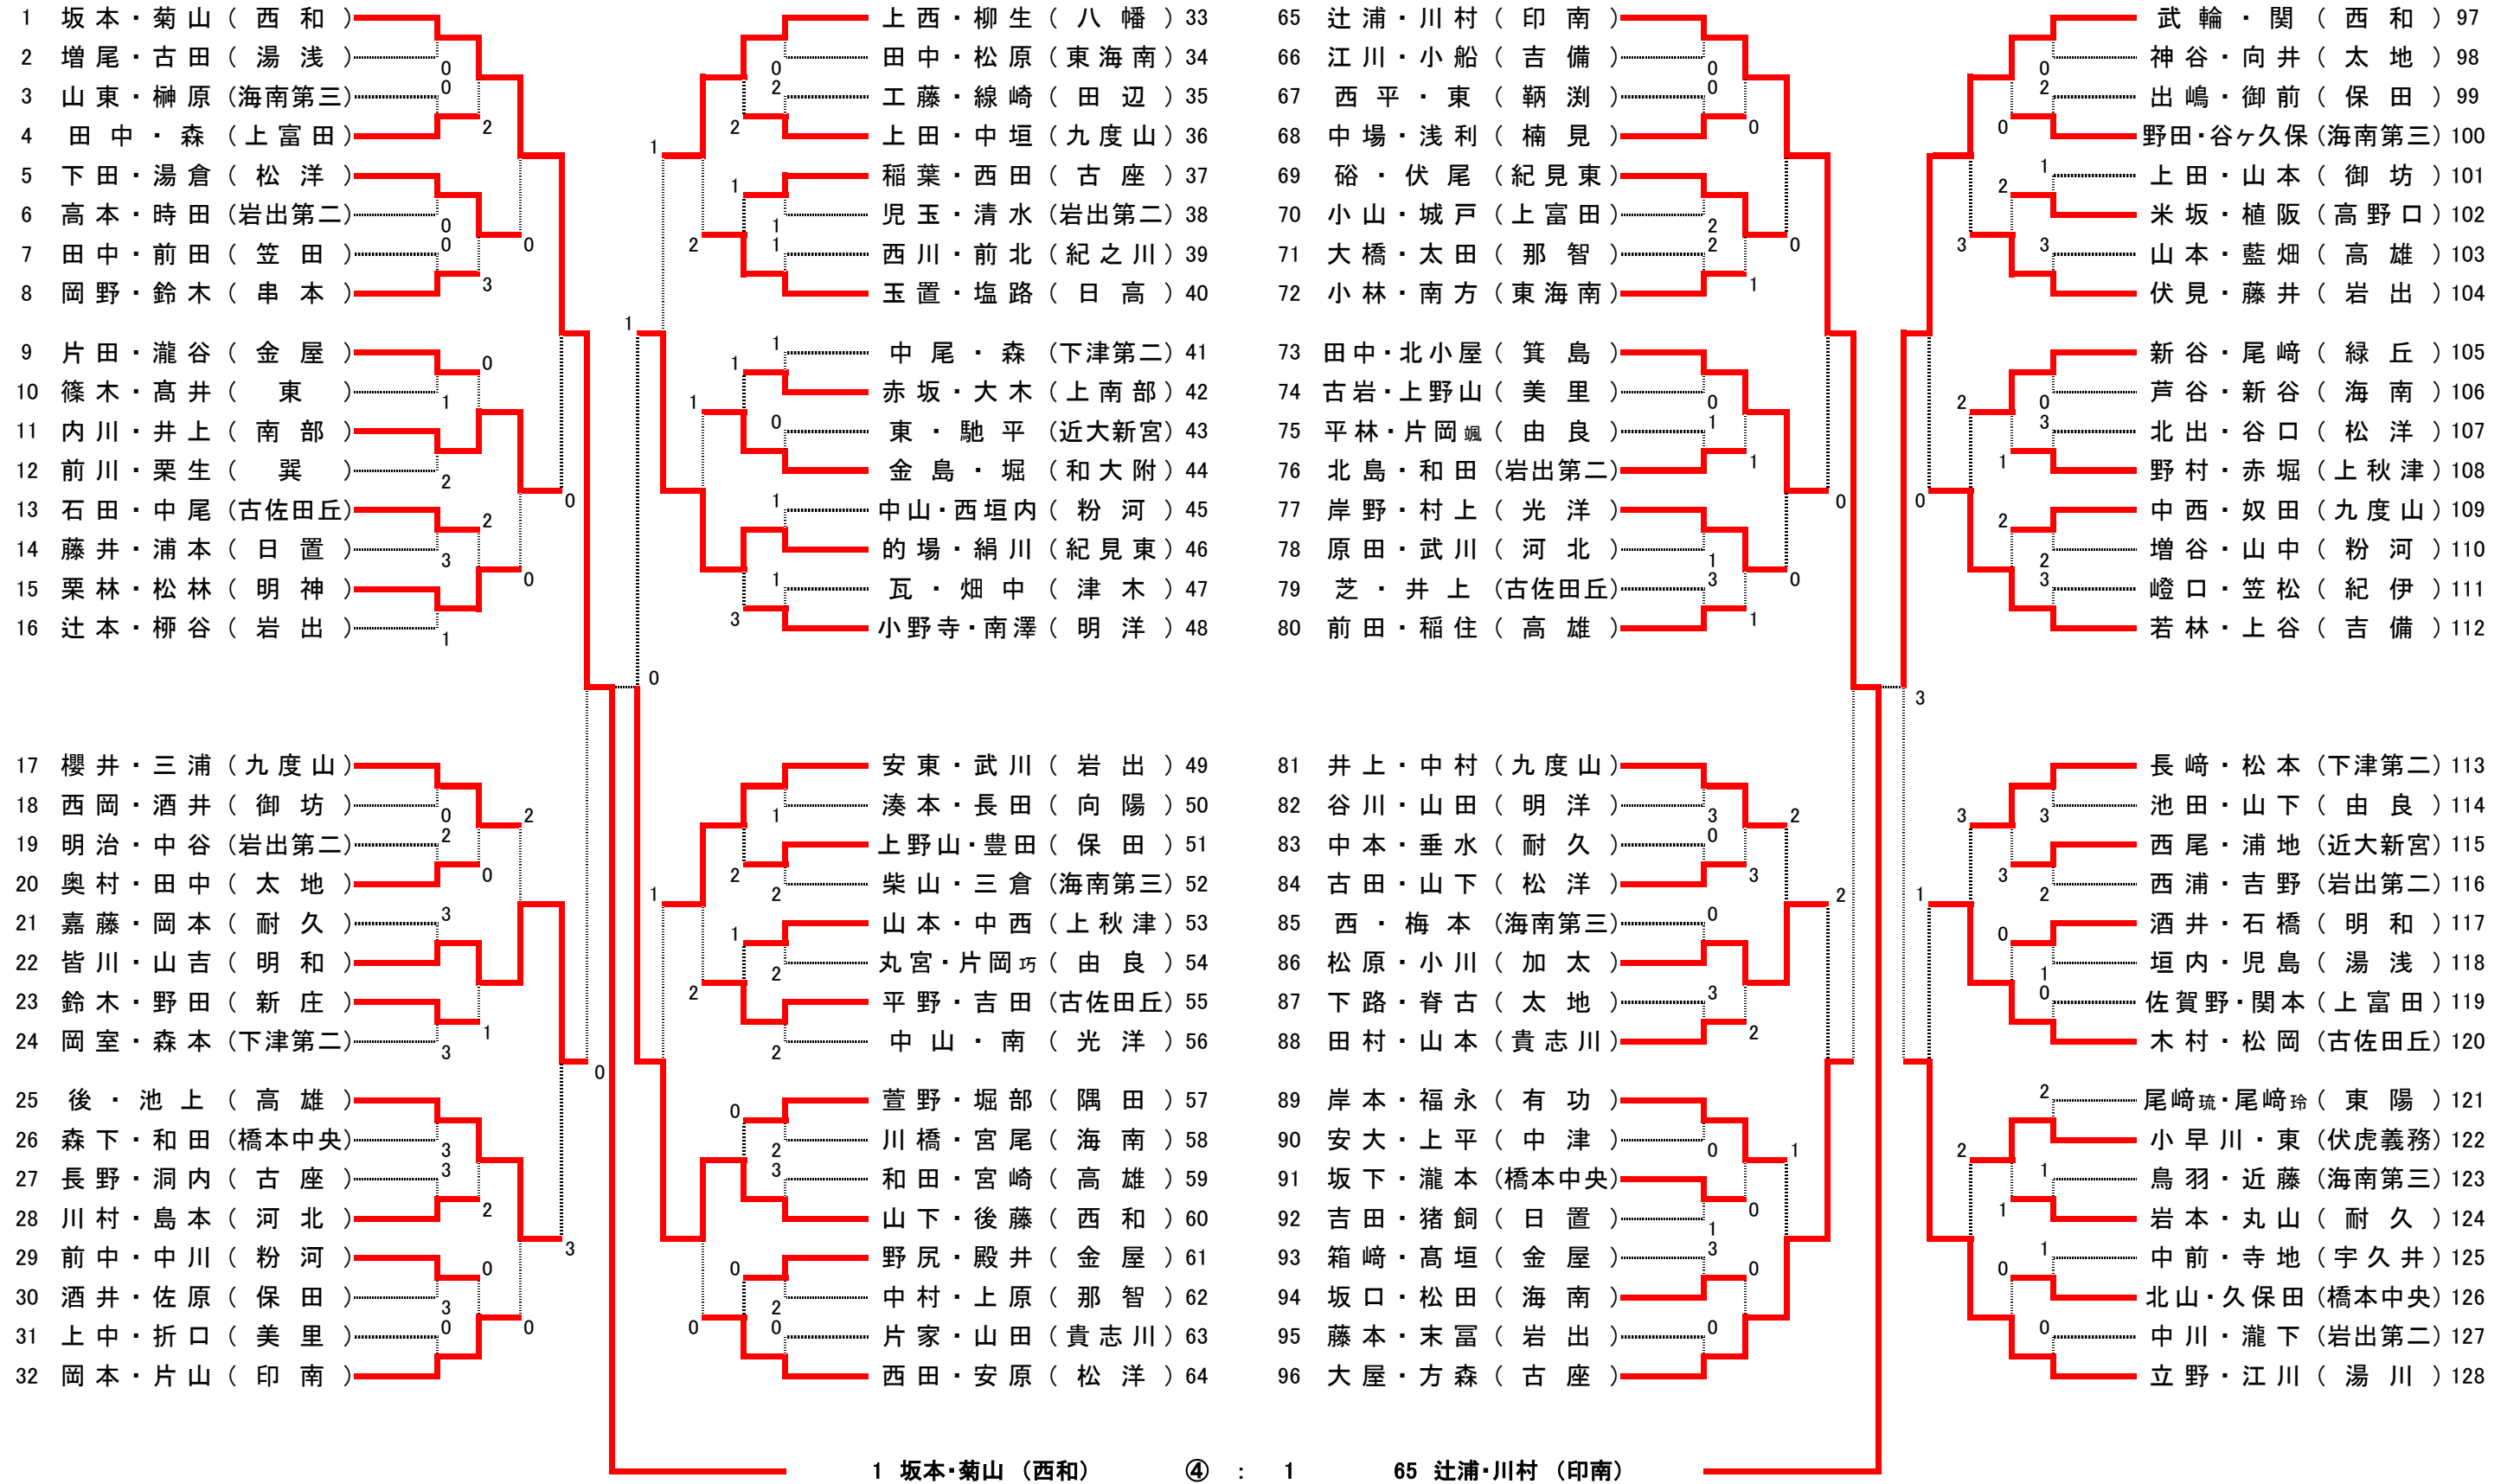 1 坂本・菊山 (西和)
2 増尾・古田 (湯浅)
3 山東・榊原 (海南第三)
4 田中・森 (上富田)
5 下田・湯倉 (松洋)
6 高本・時田 (岩出第二)
7 田中・前田 (笠田)
8 岡野・鈴木 (串本)
9 片田・瀧谷 (金屋)
10 篠木・髙井 (東)
11 内川・井上 (南部)
12 前川・栗生 (巽)
13 石田・中尾 (古佐田丘)
14 藤井・浦本 (日置)
15 栗林・松林 (明神)
16 辻本・栁谷 (岩出)
17 櫻井・三浦 (九度山)
18 西岡・酒井 (御坊)
19 明治・中谷 (岩出第二)
20 奥村・田中 (太地)
21 嘉藤・岡本 (耐久)
22 皆川・山吉 (明和)
23 鈴木・野田 (新庄)
24 岡室・森本 (下津第二)
25 後・池上 (高雄)
26 森下・和田 (橋本中央)
27 長野・洞内 (古座)
28 川村・島本 (河北)
29 前中・中川 (粉河)
30 酒井・佐原 (保田)
31 上中・折口 (美里)
32 岡本・片山 (印南)
上西・柳生 (八幡) 33
田中・松原 (東海南) 34
工藤・線崎 (田辺) 35
上田・中垣 (九度山) 36
稲葉・西田 (古座) 37
児玉・清水 (岩出第二) 38
西川・前北 (紀之川) 39
玉置・塩路 (日高) 40
中尾・森 (下津第二) 41
赤坂・大木 (上南部) 42
東・馳平 (近大新宮) 43
金島・堀 (和大附) 44
中山・西垣内 (粉河) 45
的場・絹川 (紀見東) 46
瓦・畑中 (津木) 47
小野寺・南澤 (明洋) 48
安東・武川 (岩出) 49
湊本・長田 (向陽) 50
上野山・豊田 (保田) 51
柴山・三倉 (海南第三) 52
山本・中西 (上秋津) 53
丸宮・片岡巧 (由良) 54
平野・吉田 (古佐田丘) 55
中山・南 (光洋) 56
萱野・堀部 (隅田) 57
川橋・宮尾 (海南) 58
和田・宮崎 (高雄) 59
山下・後藤 (西和) 60
野尻・殿井 (金屋) 61
中村・上原 (那智) 62
片家・山田 (貴志川) 63
西田・安原 (松洋) 64
65 辻浦・川村 (印南)
66 江川・小船 (吉備)
67 西平・東 (鞆渕)
68 中場・浅利 (楠見)
69 硲・伏尾 (紀見東)
70 小山・城戸 (上富田)
71 大橋・太田 (那智)
72 小林・南方 (東海南)
73 田中・北小屋 (箕島)
74 古岩・上野山 (美里)
75 平林・片岡颯 (由良)
76 北島・和田 (岩出第二)
77 岸野・村上 (光洋)
78 原田・武川 (河北)
79 芝・井上 (古佐田丘)
80 前田・稲住 (高雄)
81 井上・中村 (九度山)
82 谷川・山田 (明洋)
83 中本・垂水 (耐久)
84 古田・山下 (松洋)
85 西・梅本 (海南第三)
86 松原・小川 (加太)
87 下路・脊古 (太地)
88 田村・山本 (貴志川)
89 岸本・福永 (有功)
90 安大・上平 (中津)
91 坂下・瀧本 (橋本中央)
92 吉田・猪飼 (日置)
93 箱﨑・髙垣 (金屋)
94 坂口・松田 (海南)
95 藤本・末冨 (岩出)
96 大屋・方森 (古座)
武輪・関 (西和) 97
神谷・向井 (太地) 98
出嶋・御前 (保田) 99
野田・谷ヶ久保 (海南第三) 100
上田・山本 (御坊) 101
米坂・植阪 (高野口) 102
山本・藍畑 (高雄) 103
伏見・藤井 (岩出) 104
新谷・尾﨑 (緑丘) 105
芦谷・新谷 (海南) 106
北出・谷口 (松洋) 107
野村・赤堀 (上秋津) 108
中西・奴田 (九度山) 109
増谷・山中 (粉河) 110
嶝口・笠松 (紀伊) 111
若林・上谷 (吉備) 112
長﨑・松本 (下津第二) 113
池田・山下 (由良) 114
西尾・浦地 (近大新宮) 115
西浦・吉野 (岩出第二) 116
酒井・石橋 (明和) 117
垣内・児島 (湯浅) 118
佐賀野・関本 (上富田) 119
木村・松岡 (古佐田丘) 120
尾﨑琉・尾﨑玲 (東陽) 121
小早川・東 (伏虎義務) 122
鳥羽・近藤 (海南第三) 123
岩本・丸山 (耐久) 124
中前・寺地 (宇久井) 125
北山・久保田 (橋本中央) 126
中川・瀧下 (岩出第二) 127
立野・江川 (湯川) 128
1 坂本・菊山 (西和) ④ : 1 65 辻浦・川村 (印南)